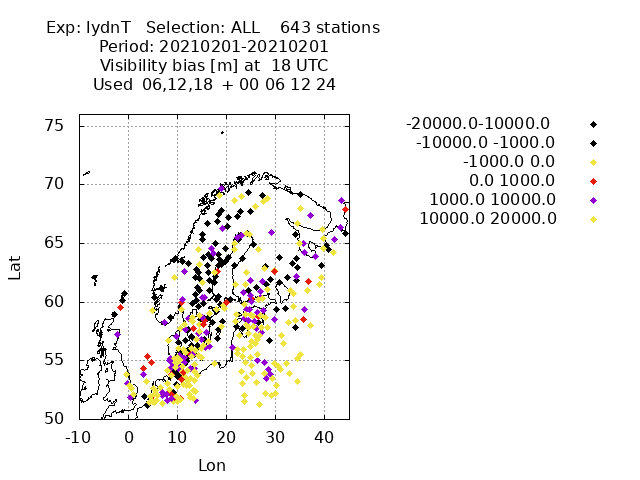 Exp: IydnT   Selection: ALL    643 stations
Period: 20210201-20210201
Visibility bias [m] at  18 UTC
Used  06,12,18  + 00 06 12 24
-20000.0-10000.0
-10000.0 -1000.0
-1000.0 0.0
0.0 1000.0
1000.0 10000.0
10000.0 20000.0
75
70
65
60
55
50
Lat
-10 0 10 20 30 40
Lon